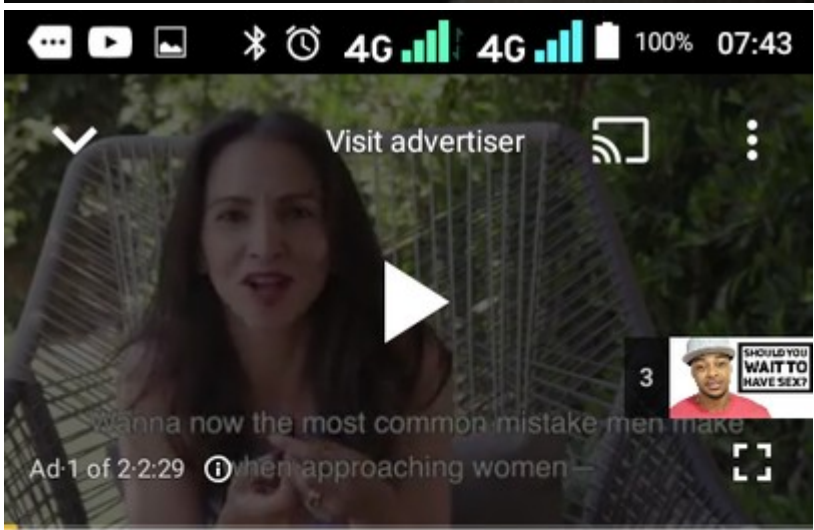 4G 4G 100% 07:43
Visit advertiser
3
SHOULD YOU
WAIT TO
HAVE SEX?
Wanna now the most common mistake men make
Ad·1 of 2·2:29 when approaching women–